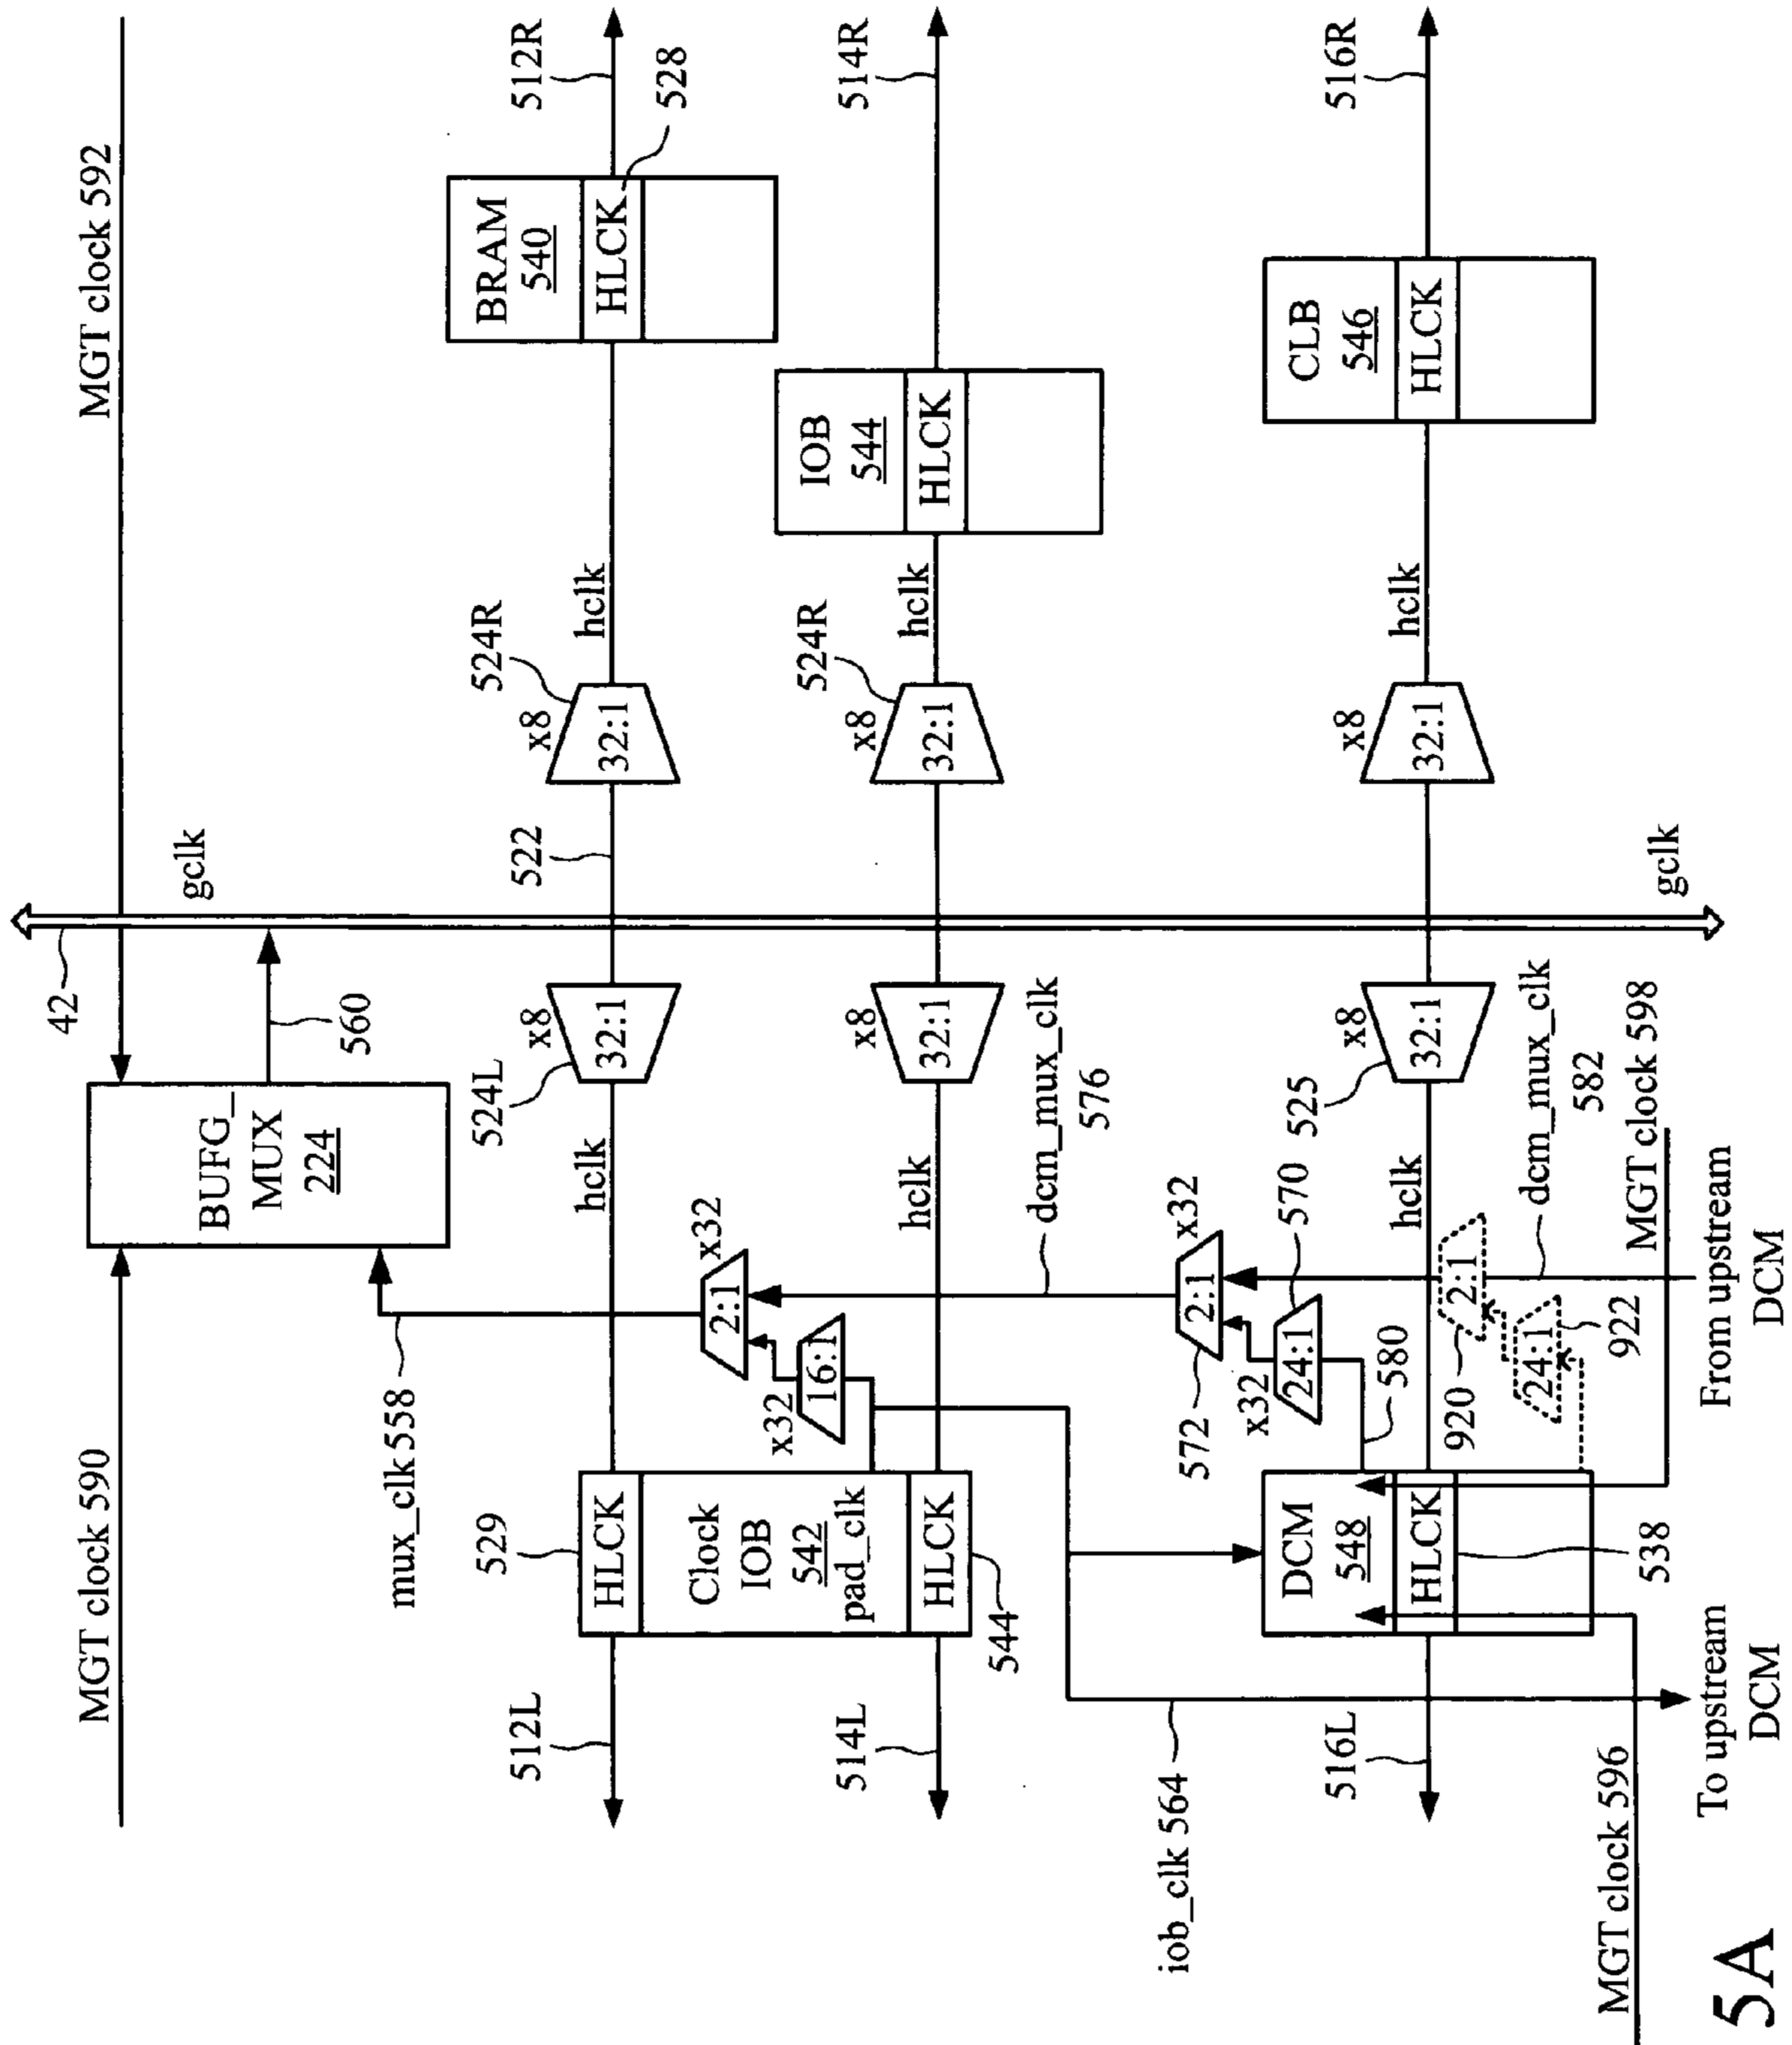 MGT clock 590
MGT clock 592
42
gclk
BUFG_
MUX
224
560
mux_clk 558
512L
529
HLCK
hclk
524L
x8
32:1
522
x8
32:1
524R
hclk
BRAM
540
HLCK
528
512R
x32
2:1
x32
16:1
Clock
IOB
542
pad_clk
HLCK
544
514L
hclk
x8
32:1
x8
32:1
524R
hclk
IOB
544
HLCK
514R
dcm_mux_clk
576
iob_clk 564
572
2:1
x32
x32
24:1
570
580
DCM
548
HLCK
538
516L
hclk
525
x8
32:1
x8
32:1
hclk
CLB
546
HLCK
516R
920
2:1
24:1
922
dcm_mux_clk
582
MGT clock 598
MGT clock 596
gclk
To upstream
DCM
From upstream
DCM
5A